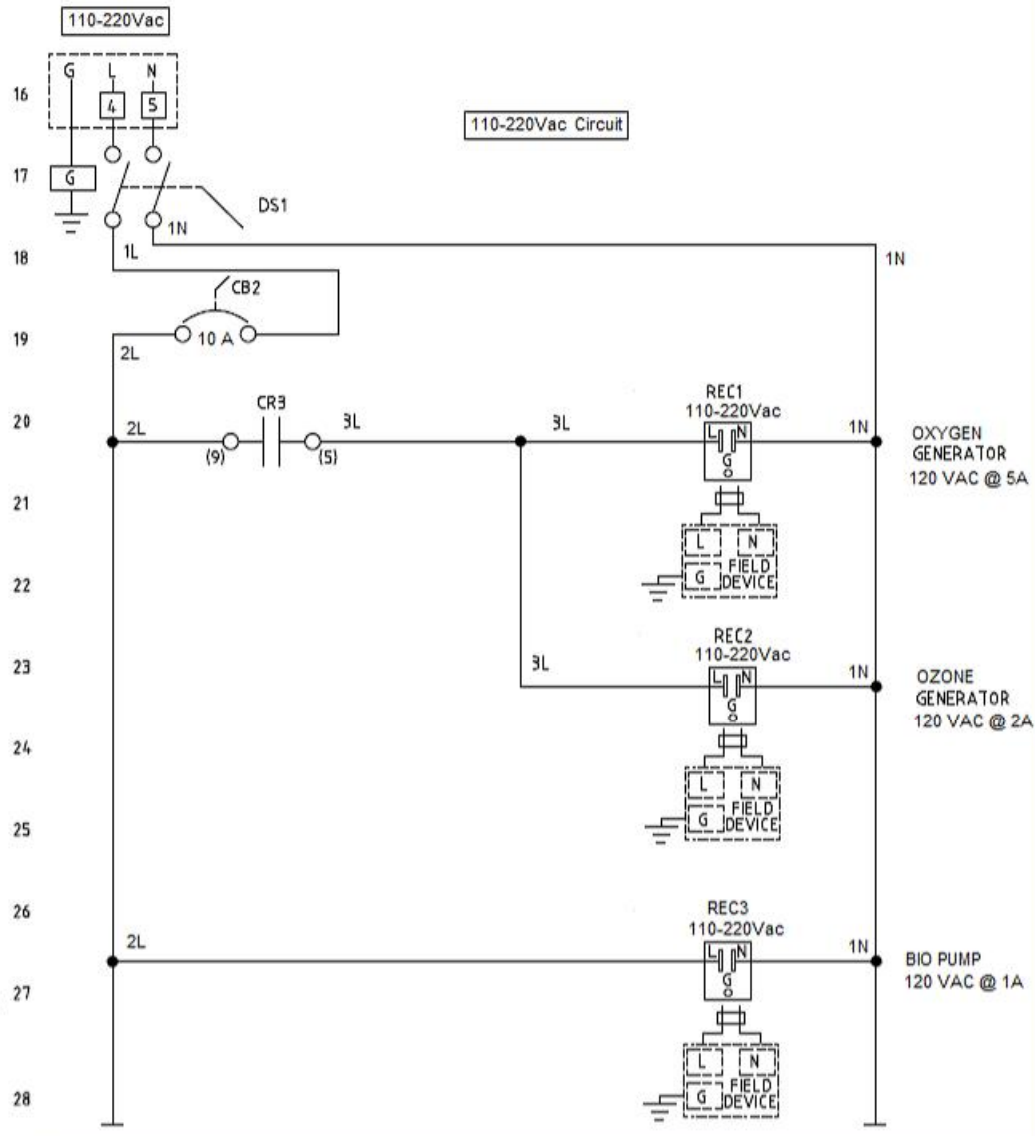 110-220Vac
G L N
16
4 5
110-220Vac Circuit
17
G
DS1
1N
18
1L
1N
CB2
19
10 A
2L
REC1
110-220Vac
20
2L
CR3
3L
3L
L N
1N
OXYGEN
GENERATOR
120 VAC @ 5A
(9)
(5)
G
21
L N
FIELD
DEVICE
22
G
REC2
110-220Vac
23
3L
L N
1N
OZONE
GENERATOR
120 VAC @ 2A
G
24
L N
FIELD
DEVICE
25
G
26
REC3
110-220Vac
2L
L N
1N
BIO PUMP
120 VAC @ 1A
27
G
L N
FIELD
DEVICE
28
G